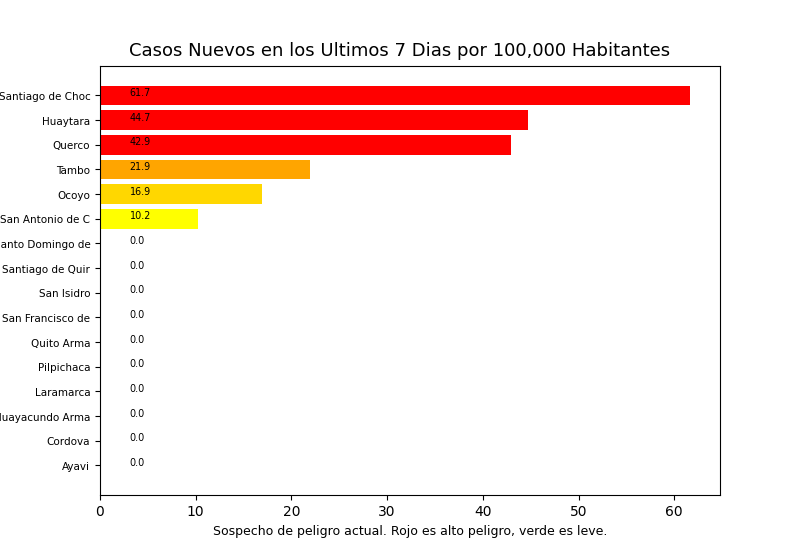 Casos Nuevos en los Ultimos 7 Dias por 100,000 Habitantes
Santiago de Choc 61.7
Huaytara 44.7
Querco 42.9
Tambo 21.9
Ocoyo 16.9
San Antonio de C 10.2
anto Domingo de 0.0
Santiago de Quir 0.0
San Isidro 0.0
San Francisco de 0.0
Quito Arma 0.0
Pilpichaca 0.0
Laramarca 0.0
uayacundo Arma 0.0
Cordova 0.0
Ayavi 0.0
0 10 20 30 40 50 60
Sospecho de peligro actual. Rojo es alto peligro, verde es leve.